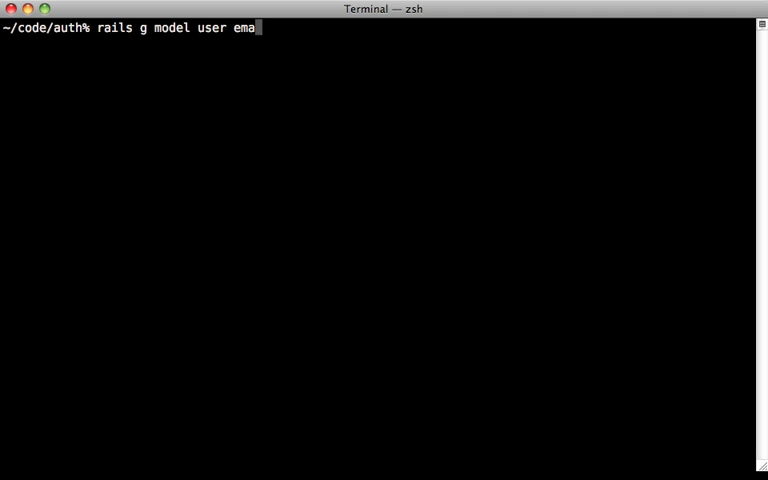 Terminal — zsh
~/code/auth% rails g model user ema